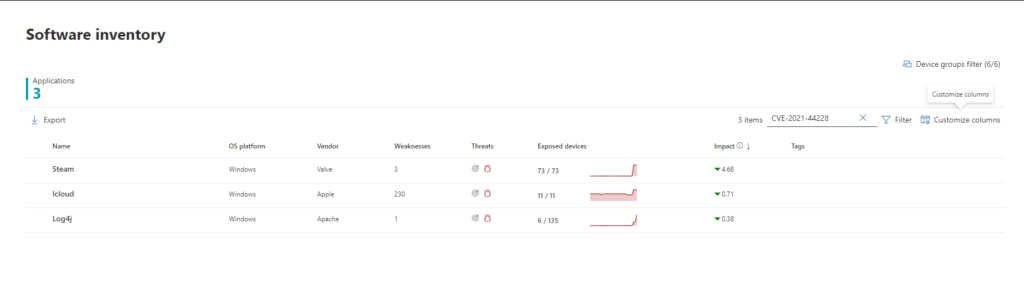 Software inventory
Device groups filter (6/6)
Applications
3
Customize columns
Export
3 items
CVE-2021-44228
Filter
Customize columns
Name OS platform Vendor Weaknesses Threats Exposed devices Impact Tags
Steam Windows Valve 3 73 / 73 4.68
Icloud Windows Apple 230 11 / 11 0.71
Log4j Windows Apache 1 6 / 135 0.38